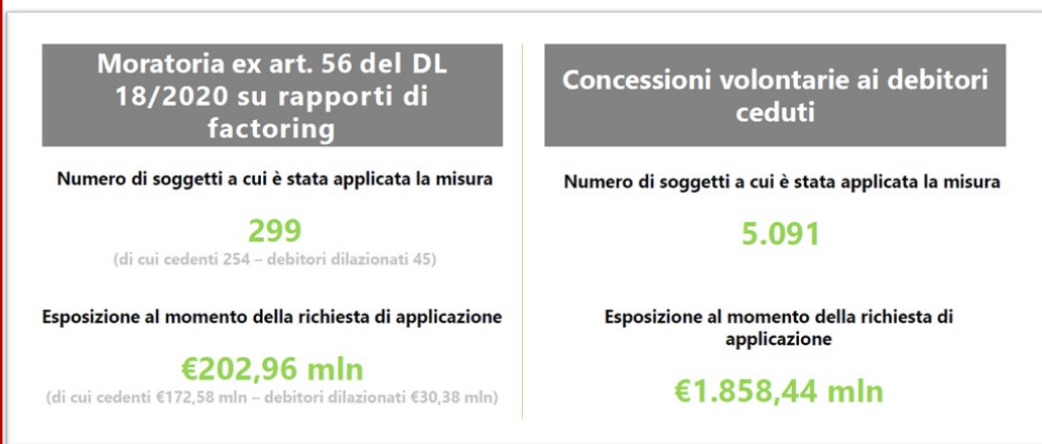 Moratoria ex art. 56 del DL
18/2020 su rapporti di
factoring
Numero di soggetti a cui è stata applicata la misura
299
(di cui cedenti 254 – debitori dilazionati 45)
Esposizione al momento della richiesta di applicazione
€202,96 mln
(di cui cedenti €172,58 mln – debitori dilazionati €30,38 mln)
Concessioni volontarie ai debitori
ceduti
Numero di soggetti a cui è stata applicata la misura
5.091
Esposizione al momento della richiesta di
applicazione
€1.858,44 mln